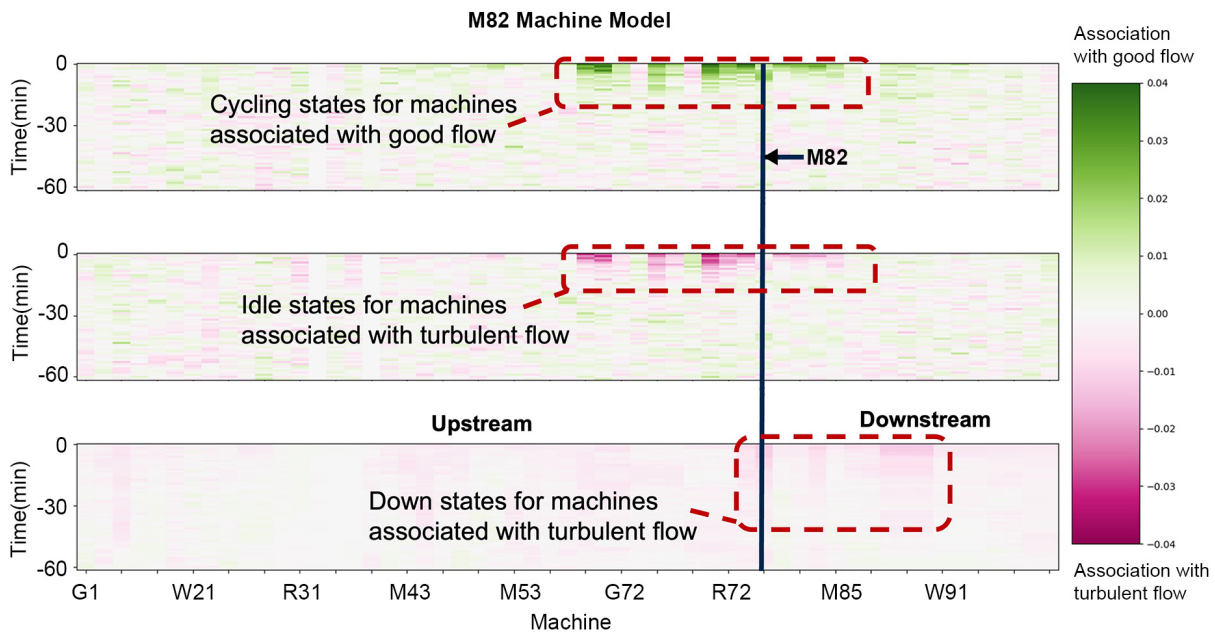 M82 Machine Model
Association
with good flow
0
-30
-60
Time(min)
Cycling states for machines
associated with good flow
M82
0
-30
-60
Time(min)
Idle states for machines
associated with turbulent flow
Upstream
Downstream
0
-30
-60
Time(min)
Down states for machines
associated with turbulent flow
G1 W21 R31 M43 M53 G72 R72 M85 W91
Machine
0.04
0.03
0.02
0.01
0.00
−0.01
−0.02
−0.03
−0.04
Association with
turbulent flow